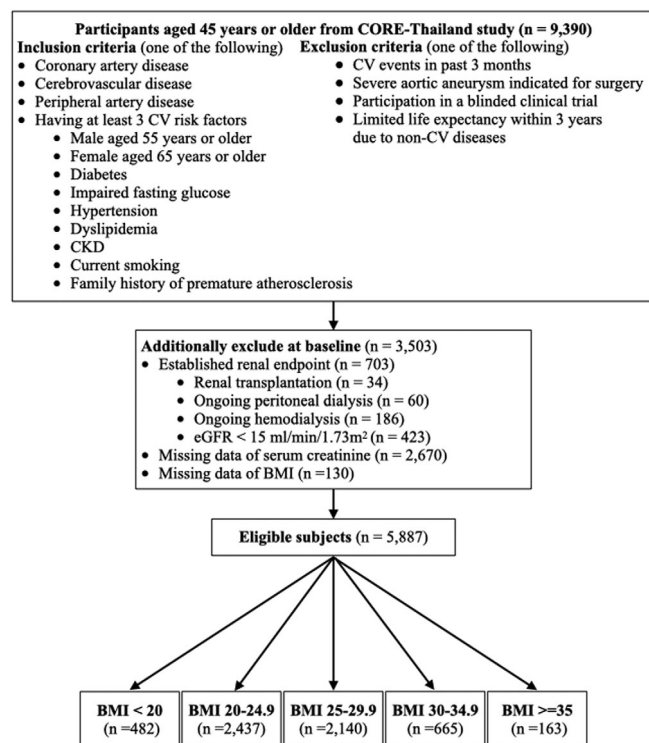 Participants aged 45 years or older from CORE-Thailand study (n = 9,390)
Inclusion criteria (one of the following)
• Coronary artery disease
• Cerebrovascular disease
• Peripheral artery disease
• Having at least 3 CV risk factors
• Male aged 55 years or older
• Female aged 65 years or older
• Diabetes
• Impaired fasting glucose
• Hypertension
• Dyslipidemia
• CKD
• Current smoking
• Family history of premature atherosclerosis
Exclusion criteria (one of the following)
• CV events in past 3 months
• Severe aortic aneurysm indicated for surgery
• Participation in a blinded clinical trial
• Limited life expectancy within 3 years
due to non-CV diseases
Additionally exclude at baseline (n = 3,503)
• Established renal endpoint (n = 703)
• Renal transplantation (n = 34)
• Ongoing peritoneal dialysis (n = 60)
• Ongoing hemodialysis (n = 186)
• eGFR < 15 ml/min/1.73m² (n = 423)
• Missing data of serum creatinine (n = 2,670)
• Missing data of BMI (n =130)
Eligible subjects (n = 5,887)
BMI < 20
(n =482)
BMI 20-24.9
(n =2,437)
BMI 25-29.9
(n =2,140)
BMI 30-34.9
(n =665)
BMI >=35
(n =163)